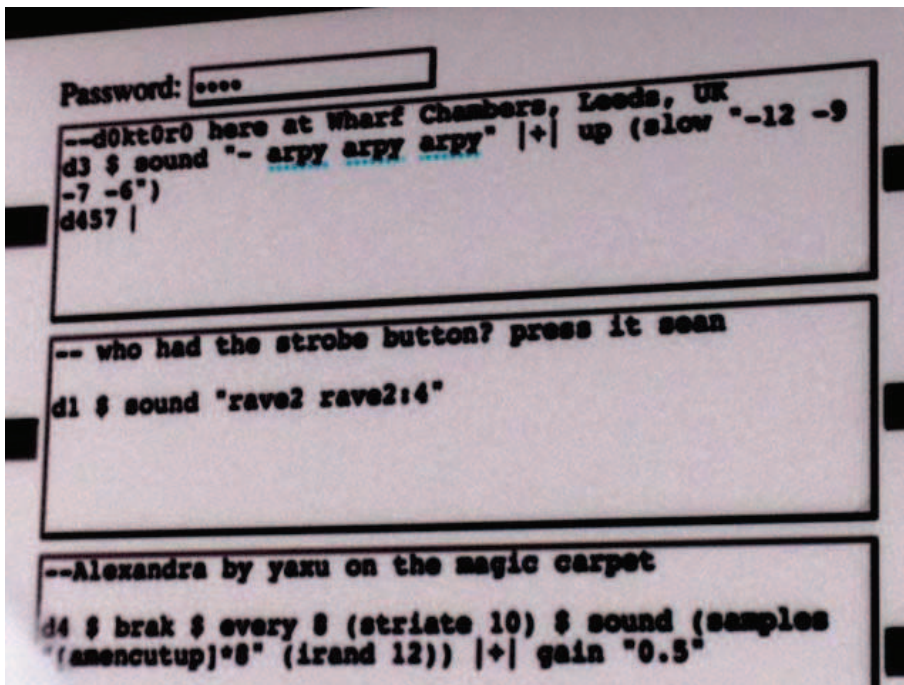 Password: ••••
--d0kt0r0 here at Wharf Chambers, Leeds, UK
d3 $ sound "~ arpy arpy arpy" |+| up (slow "-12 -9
-7 -6")
d457 |
-- who had the strobe button? press it sean
d1 $ sound "rave2 rave2:4"
--Alexandra by yaxu on the magic carpet
d4 $ brak $ every 8 (striate 10) $ sound (samples
"[amencutup]*8" (irand 12)) |+| gain "0.5"